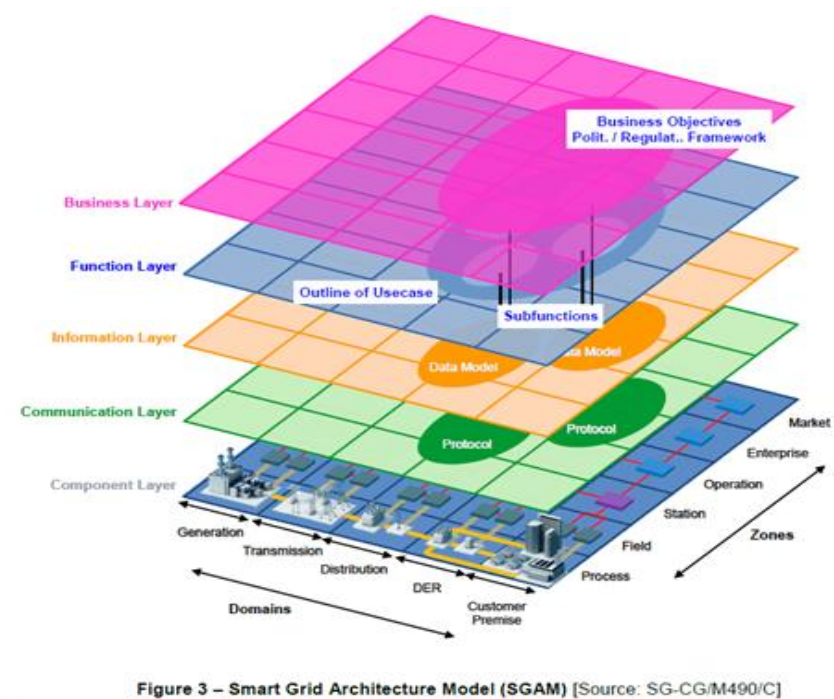 Business Objectives
Polit. / Regulat.. Framework
Business Layer
Function Layer
Outline of Usecase
Subfunctions
Information Layer
Data Model
ata Model
Communication Layer
Protocol
Protocol
Component Layer
Market
Enterprise
Operation
Station
Field
Process
Zones
Generation
Transmission
Distribution
DER
Customer
Premise
Domains
Figure 3 – Smart Grid Architecture Model (SGAM) [Source: SG-CG/M490/C]